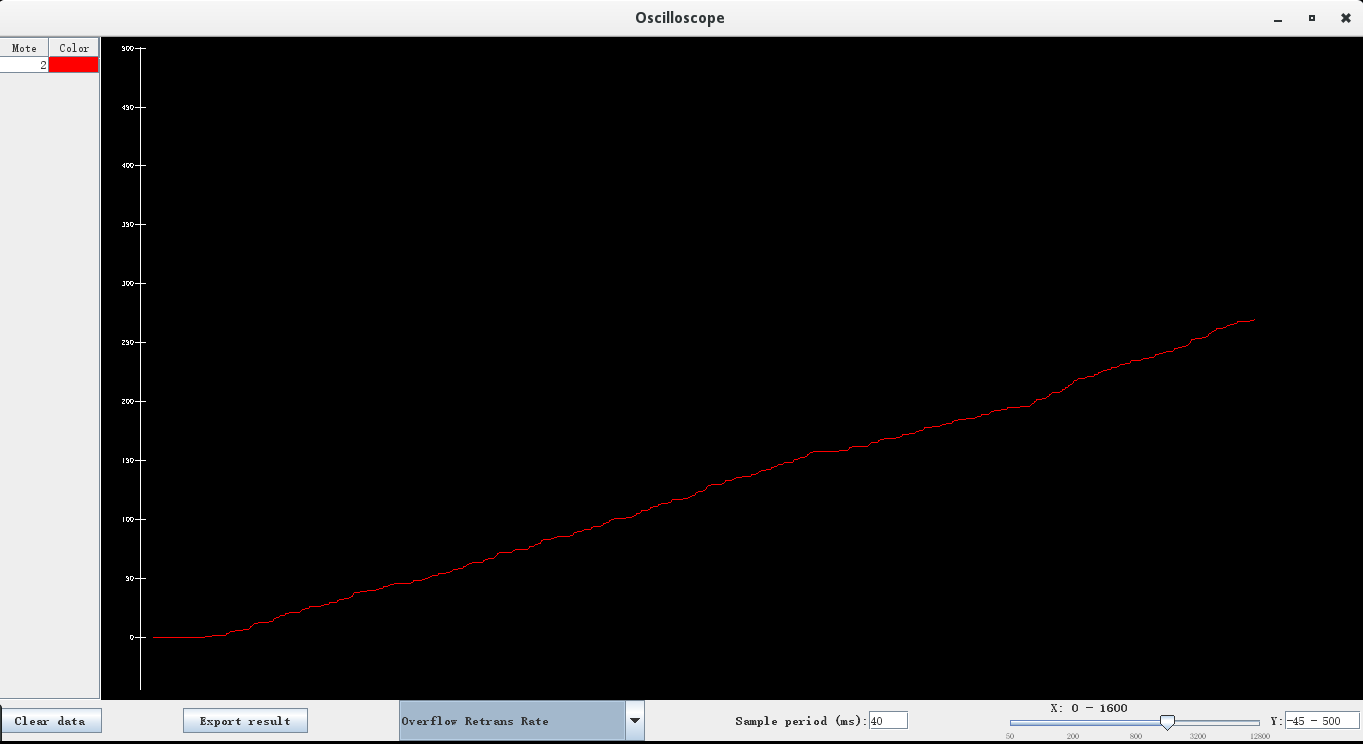 Oscilloscope
Mote Color
2
500
450
400
350
300
250
200
150
100
50
0
Clear data
Export result
Overflow Retrans Rate
Sample period (ms): 40
X: 0 - 1600
50 200 800 3200 12800
Y: -45 - 500